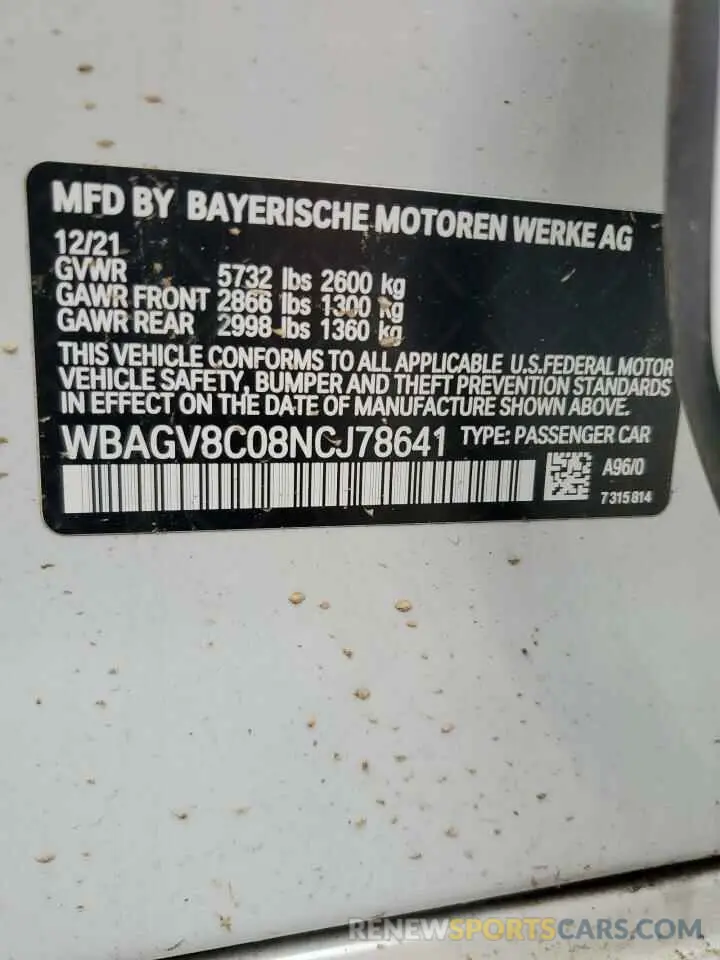 MFD BY BAYERISCHE MOTOREN WERKE AG
12/21
GVWR 5732 lbs 2600 kg
GAWR FRONT 2866 lbs 1300 kg
GAWR REAR 2998 lbs 1360 kg
THIS VEHICLE CONFORMS TO ALL APPLICABLE U.S.FEDERAL MOTOR
VEHICLE SAFETY, BUMPER AND THEFT PREVENTION STANDARDS
IN EFFECT ON THE DATE OF MANUFACTURE SHOWN ABOVE.
WBAGV8C08NCJ78641 TYPE: PASSENGER CAR
A96/0
7315814
RENEWSPORTSCARS.COM